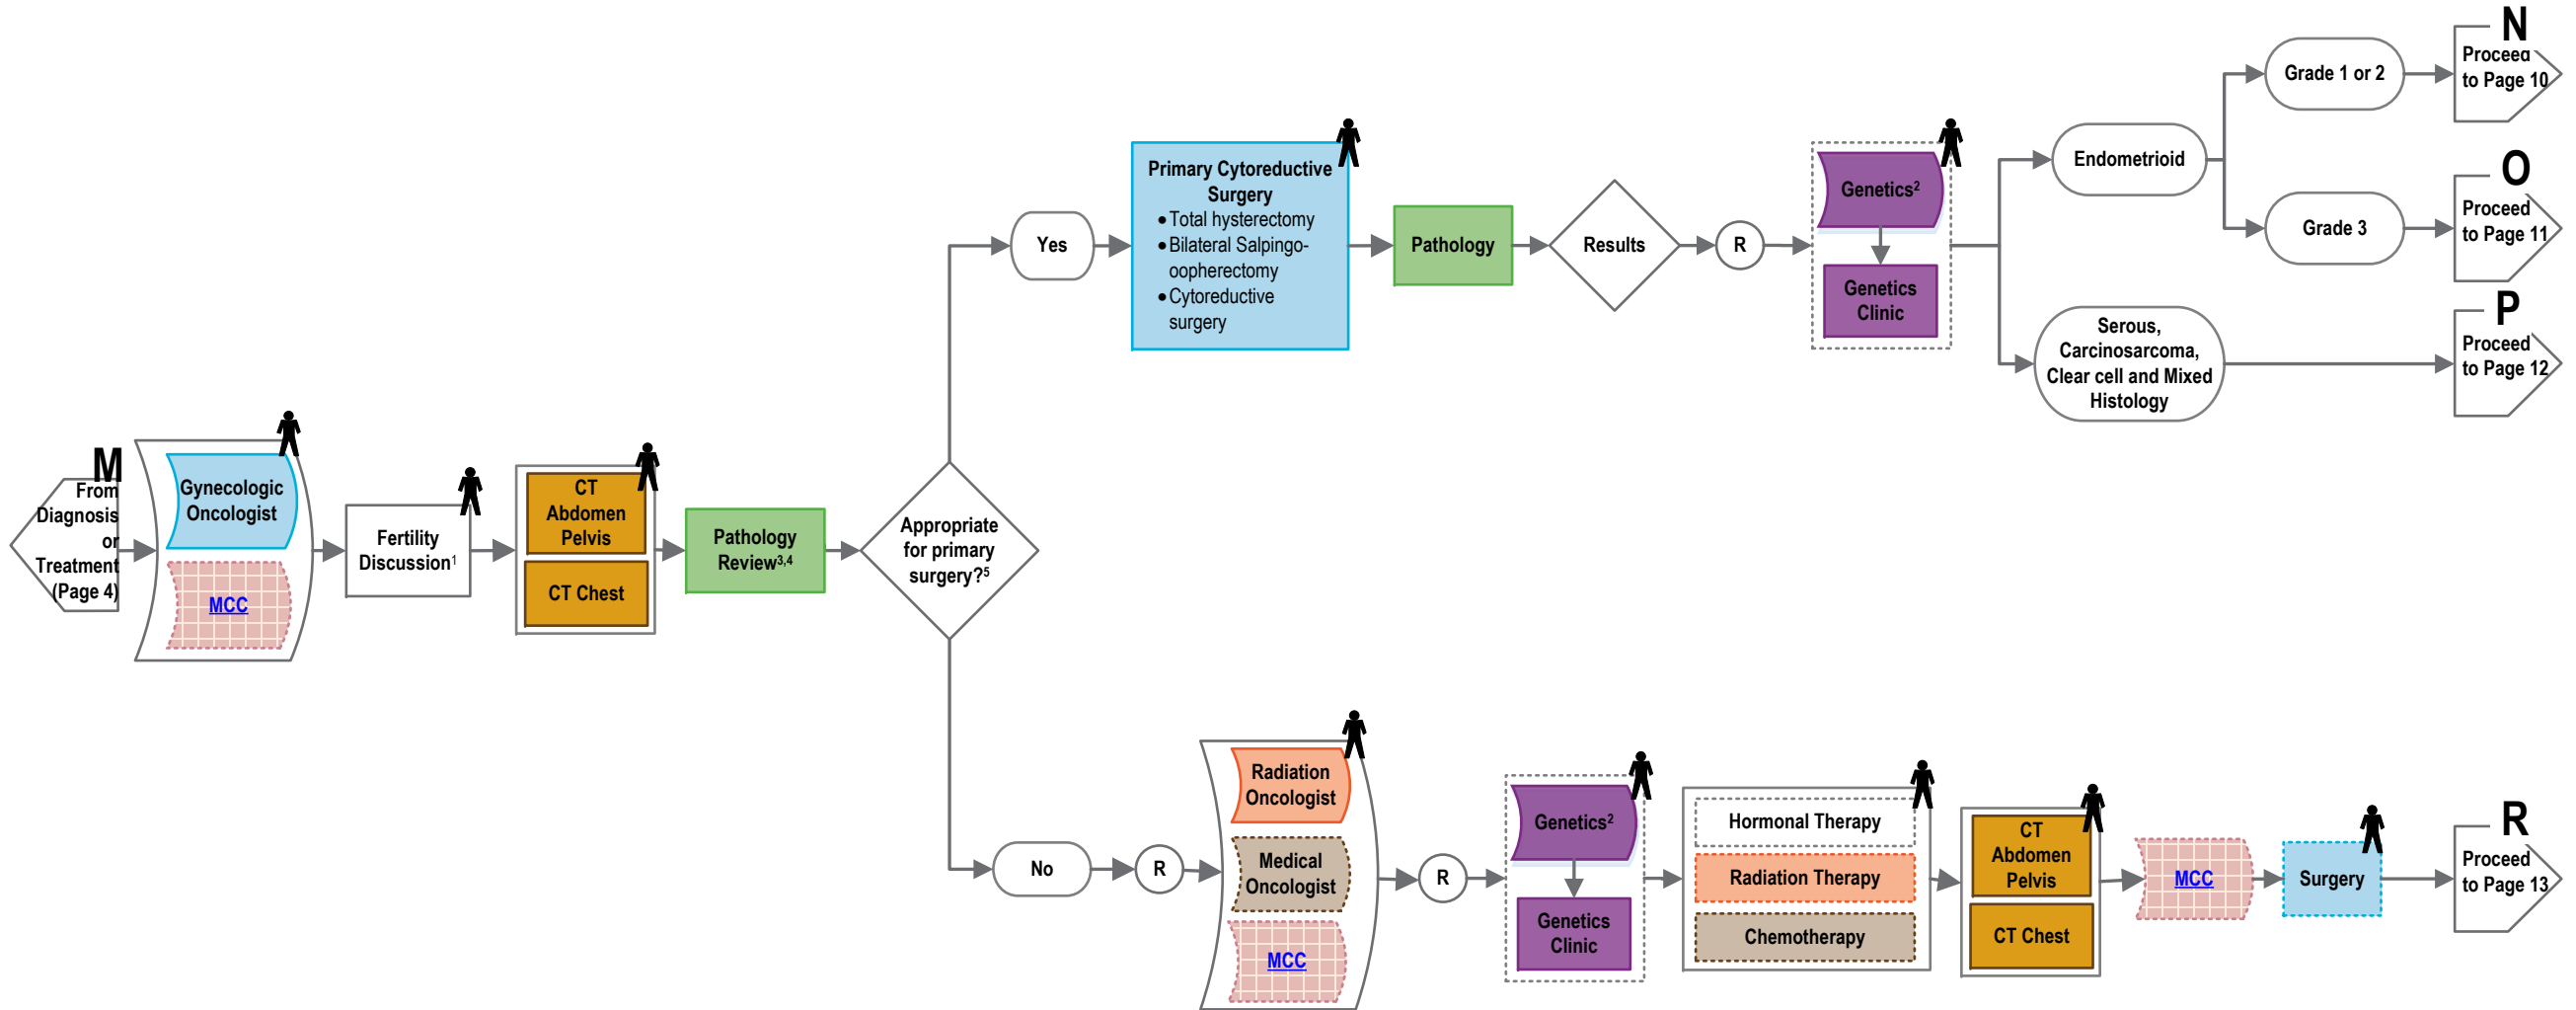 M
From
Diagnosis
or
Treatment
(Page 4)
Gynecologic
Oncologist
MCC
Fertility
Discussion1
CT
Abdomen
Pelvis
CT Chest
Pathology
Review3,4
Appropriate
for primary
surgery?5
Yes
Primary Cytoreductive
Surgery
• Total hysterectomy
• Bilateral Salpingo-
oopherectomy
• Cytoreductive
surgery
Pathology
Results
R
Genetics2
Genetics
Clinic
Endometrioid
Grade 1 or 2
N
Proceed
to Page 10
Grade 3
O
Proceed
to Page 11
Serous,
Carcinosarcoma,
Clear cell and Mixed
Histology
P
Proceed
to Page 12
No
R
Radiation
Oncologist
Medical
Oncologist
MCC
R
Genetics2
Genetics
Clinic
Hormonal Therapy
Radiation Therapy
Chemotherapy
CT
Abdomen
Pelvis
CT Chest
MCC
Surgery
R
Proceed
to Page 13